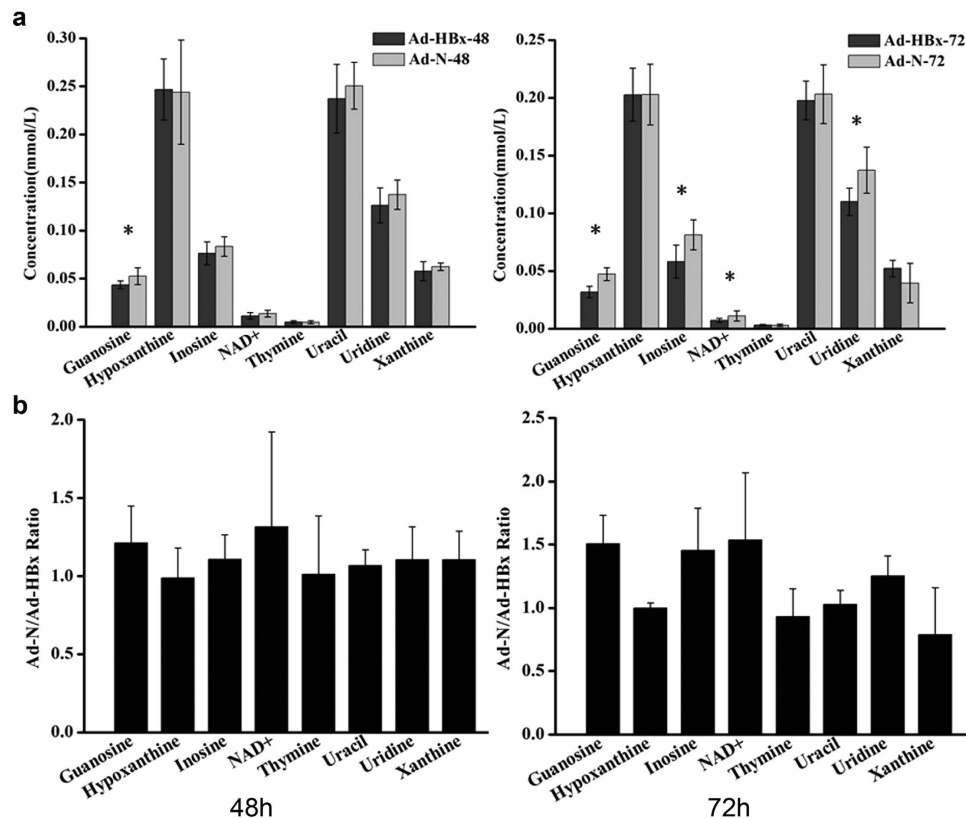 a
0.30
0.25
0.20
0.15
0.10
0.05
0.00
Concentration(mmol/L)
Ad-HBx-48
Ad-N-48
*
Guanosine
Hypoxanthine
Inosine
NAD+
Thymine
Uracil
Uridine
Xanthine
0.25
0.20
0.15
0.10
0.05
0.00
Concentration(mmol/L)
Ad-HBx-72
Ad-N-72
*
*
*
*
Guanosine
Hypoxanthine
Inosine
NAD+
Thymine
Uracil
Uridine
Xanthine
b
2.0
1.5
1.0
0.5
0.0
Ad-N/Ad-HBx Ratio
Guanosine
Hypoxanthine
Inosine
NAD+
Thymine
Uracil
Uridine
Xanthine
48h
2.5
2.0
1.5
1.0
0.5
0.0
Ad-N/Ad-HBx Ratio
Guanosine
Hypoxanthine
Inosine
NAD+
Thymine
Uracil
Uridine
Xanthine
72h